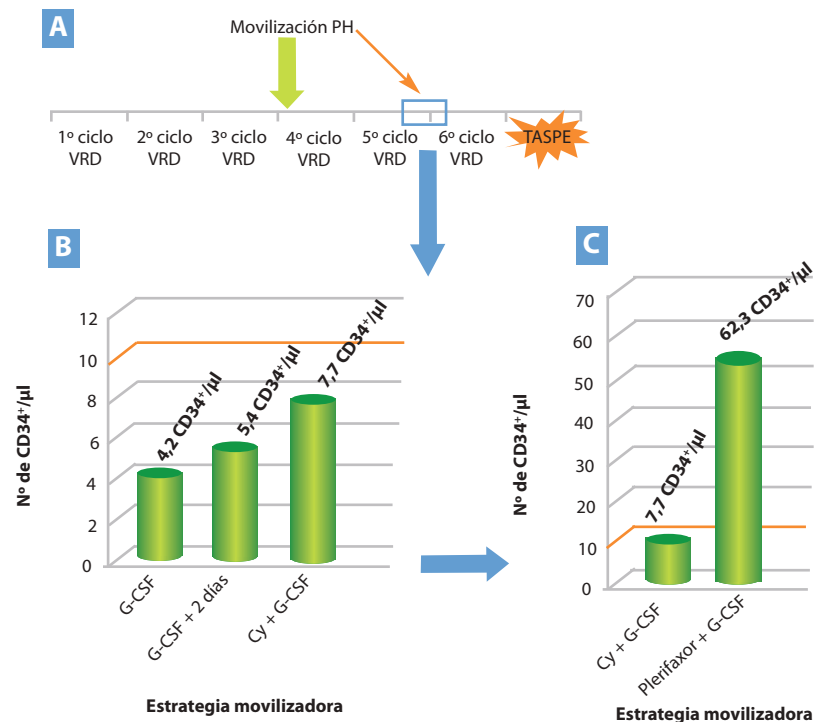 A
Movilización PH
1º ciclo VRD
2º ciclo VRD
3º ciclo VRD
4º ciclo VRD
5º ciclo VRD
6º ciclo VRD
TASPE
B
Nº de CD34⁺/µl
12
10
8
6
4
2
0
4,2 CD34⁺/µl
5,4 CD34⁺/µl
7,7 CD34⁺/µl
G-CSF
G-CSF + 2 días
Cy + G-CSF
Estrategia movilizadora
C
Nº de CD34⁺/µl
70
60
50
40
30
20
10
0
7,7 CD34⁺/µl
62,3 CD34⁺/µl
Cy + G-CSF
Plerifaxor + G-CSF
Estrategia movilizadora